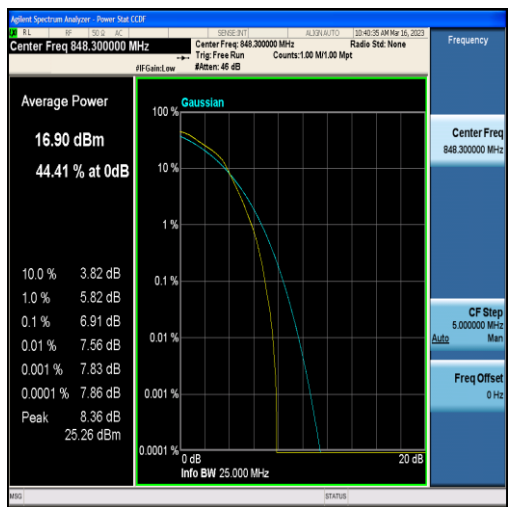 Agilent Spectrum Analyzer - Power Stat CCDF
RL RF 50 Ω AC SENSE:INT ALIGN AUTO 10:40:35 AM Mar 16, 2023
Center Freq 848.300000 MHz
Center Freq: 848.300000 MHz Radio Std: None
Trig: Free Run Counts:1.00 M/1.00 Mpt
#IFGain:Low #Atten: 46 dB
Frequency
Average Power
16.90 dBm
44.41 % at 0dB
10.0 % 3.82 dB
1.0 % 5.82 dB
0.1 % 6.91 dB
0.01 % 7.56 dB
0.001 % 7.83 dB
0.0001 % 7.86 dB
Peak 8.36 dB
25.26 dBm
Gaussian
100 %
10 %
1 %
0.1 %
0.01 %
0.001 %
0.0001 %
0 dB 20 dB
Info BW 25.000 MHz
Center Freq
848.300000 MHz
CF Step
5.000000 MHz
Auto Man
Freq Offset
0 Hz
MSG STATUS